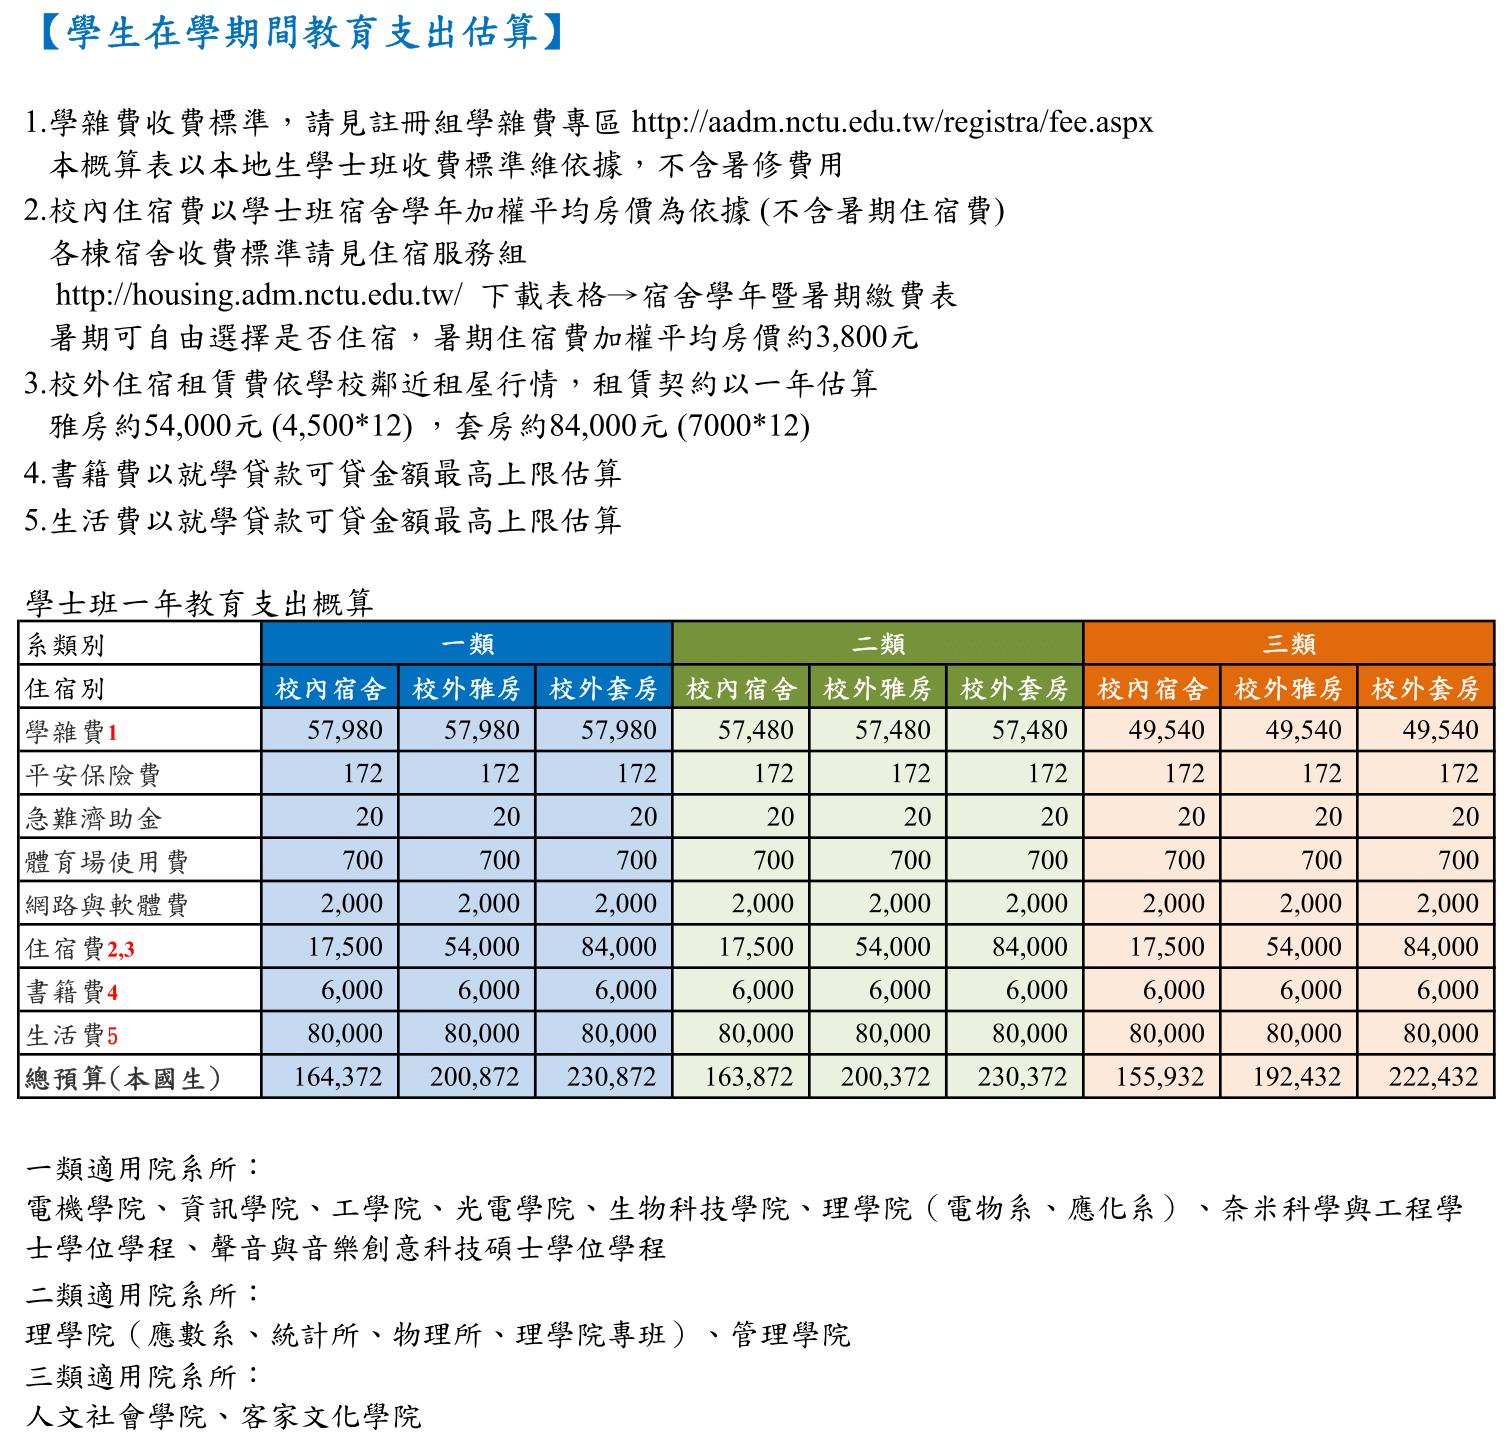 【學生在學期間教育支出估算】
1.學雜費收費標準，請見註冊組學雜費專區 http://aadm.nctu.edu.tw/registra/fee.aspx
本概算表以本地生學士班收費標準維依據，不含暑修費用
2.校內住宿費以學士班宿舍學年加權平均房價為依據 (不含暑期住宿費)
各棟宿舍收費標準請見住宿服務組
http://housing.adm.nctu.edu.tw/ 下載表格→宿舍學年暨暑期繳費表
暑期可自由選擇是否住宿，暑期住宿費加權平均房價約3,800元
3.校外住宿租賃費依學校鄰近租屋行情，租賃契約以一年估算
雅房約54,000元 (4,500*12) ，套房約84,000元 (7000*12)
4.書籍費以就學貸款可貸金額最高上限估算
5.生活費以就學貸款可貸金額最高上限估算
學士班一年教育支出概算
系類別 一類 二類 三類
住宿別 校內宿舍 校外雅房 校外套房 校內宿舍 校外雅房 校外套房 校內宿舍 校外雅房 校外套房
學雜費1 57,980 57,980 57,980 57,480 57,480 57,480 49,540 49,540 49,540
平安保險費 172 172 172 172 172 172 172 172 172
急難濟助金 20 20 20 20 20 20 20 20 20
體育場使用費 700 700 700 700 700 700 700 700 700
網路與軟體費 2,000 2,000 2,000 2,000 2,000 2,000 2,000 2,000 2,000
住宿費2,3 17,500 54,000 84,000 17,500 54,000 84,000 17,500 54,000 84,000
書籍費4 6,000 6,000 6,000 6,000 6,000 6,000 6,000 6,000 6,000
生活費5 80,000 80,000 80,000 80,000 80,000 80,000 80,000 80,000 80,000
總預算(本國生) 164,372 200,872 230,872 163,872 200,372 230,372 155,932 192,432 222,432
一類適用院系所：
電機學院、資訊學院、工學院、光電學院、生物科技學院、理學院（電物系、應化系）、奈米科學與工程學
士學位學程、聲音與音樂創意科技碩士學位學程
二類適用院系所：
理學院（應數系、統計所、物理所、理學院專班）、管理學院
三類適用院系所：
人文社會學院、客家文化學院